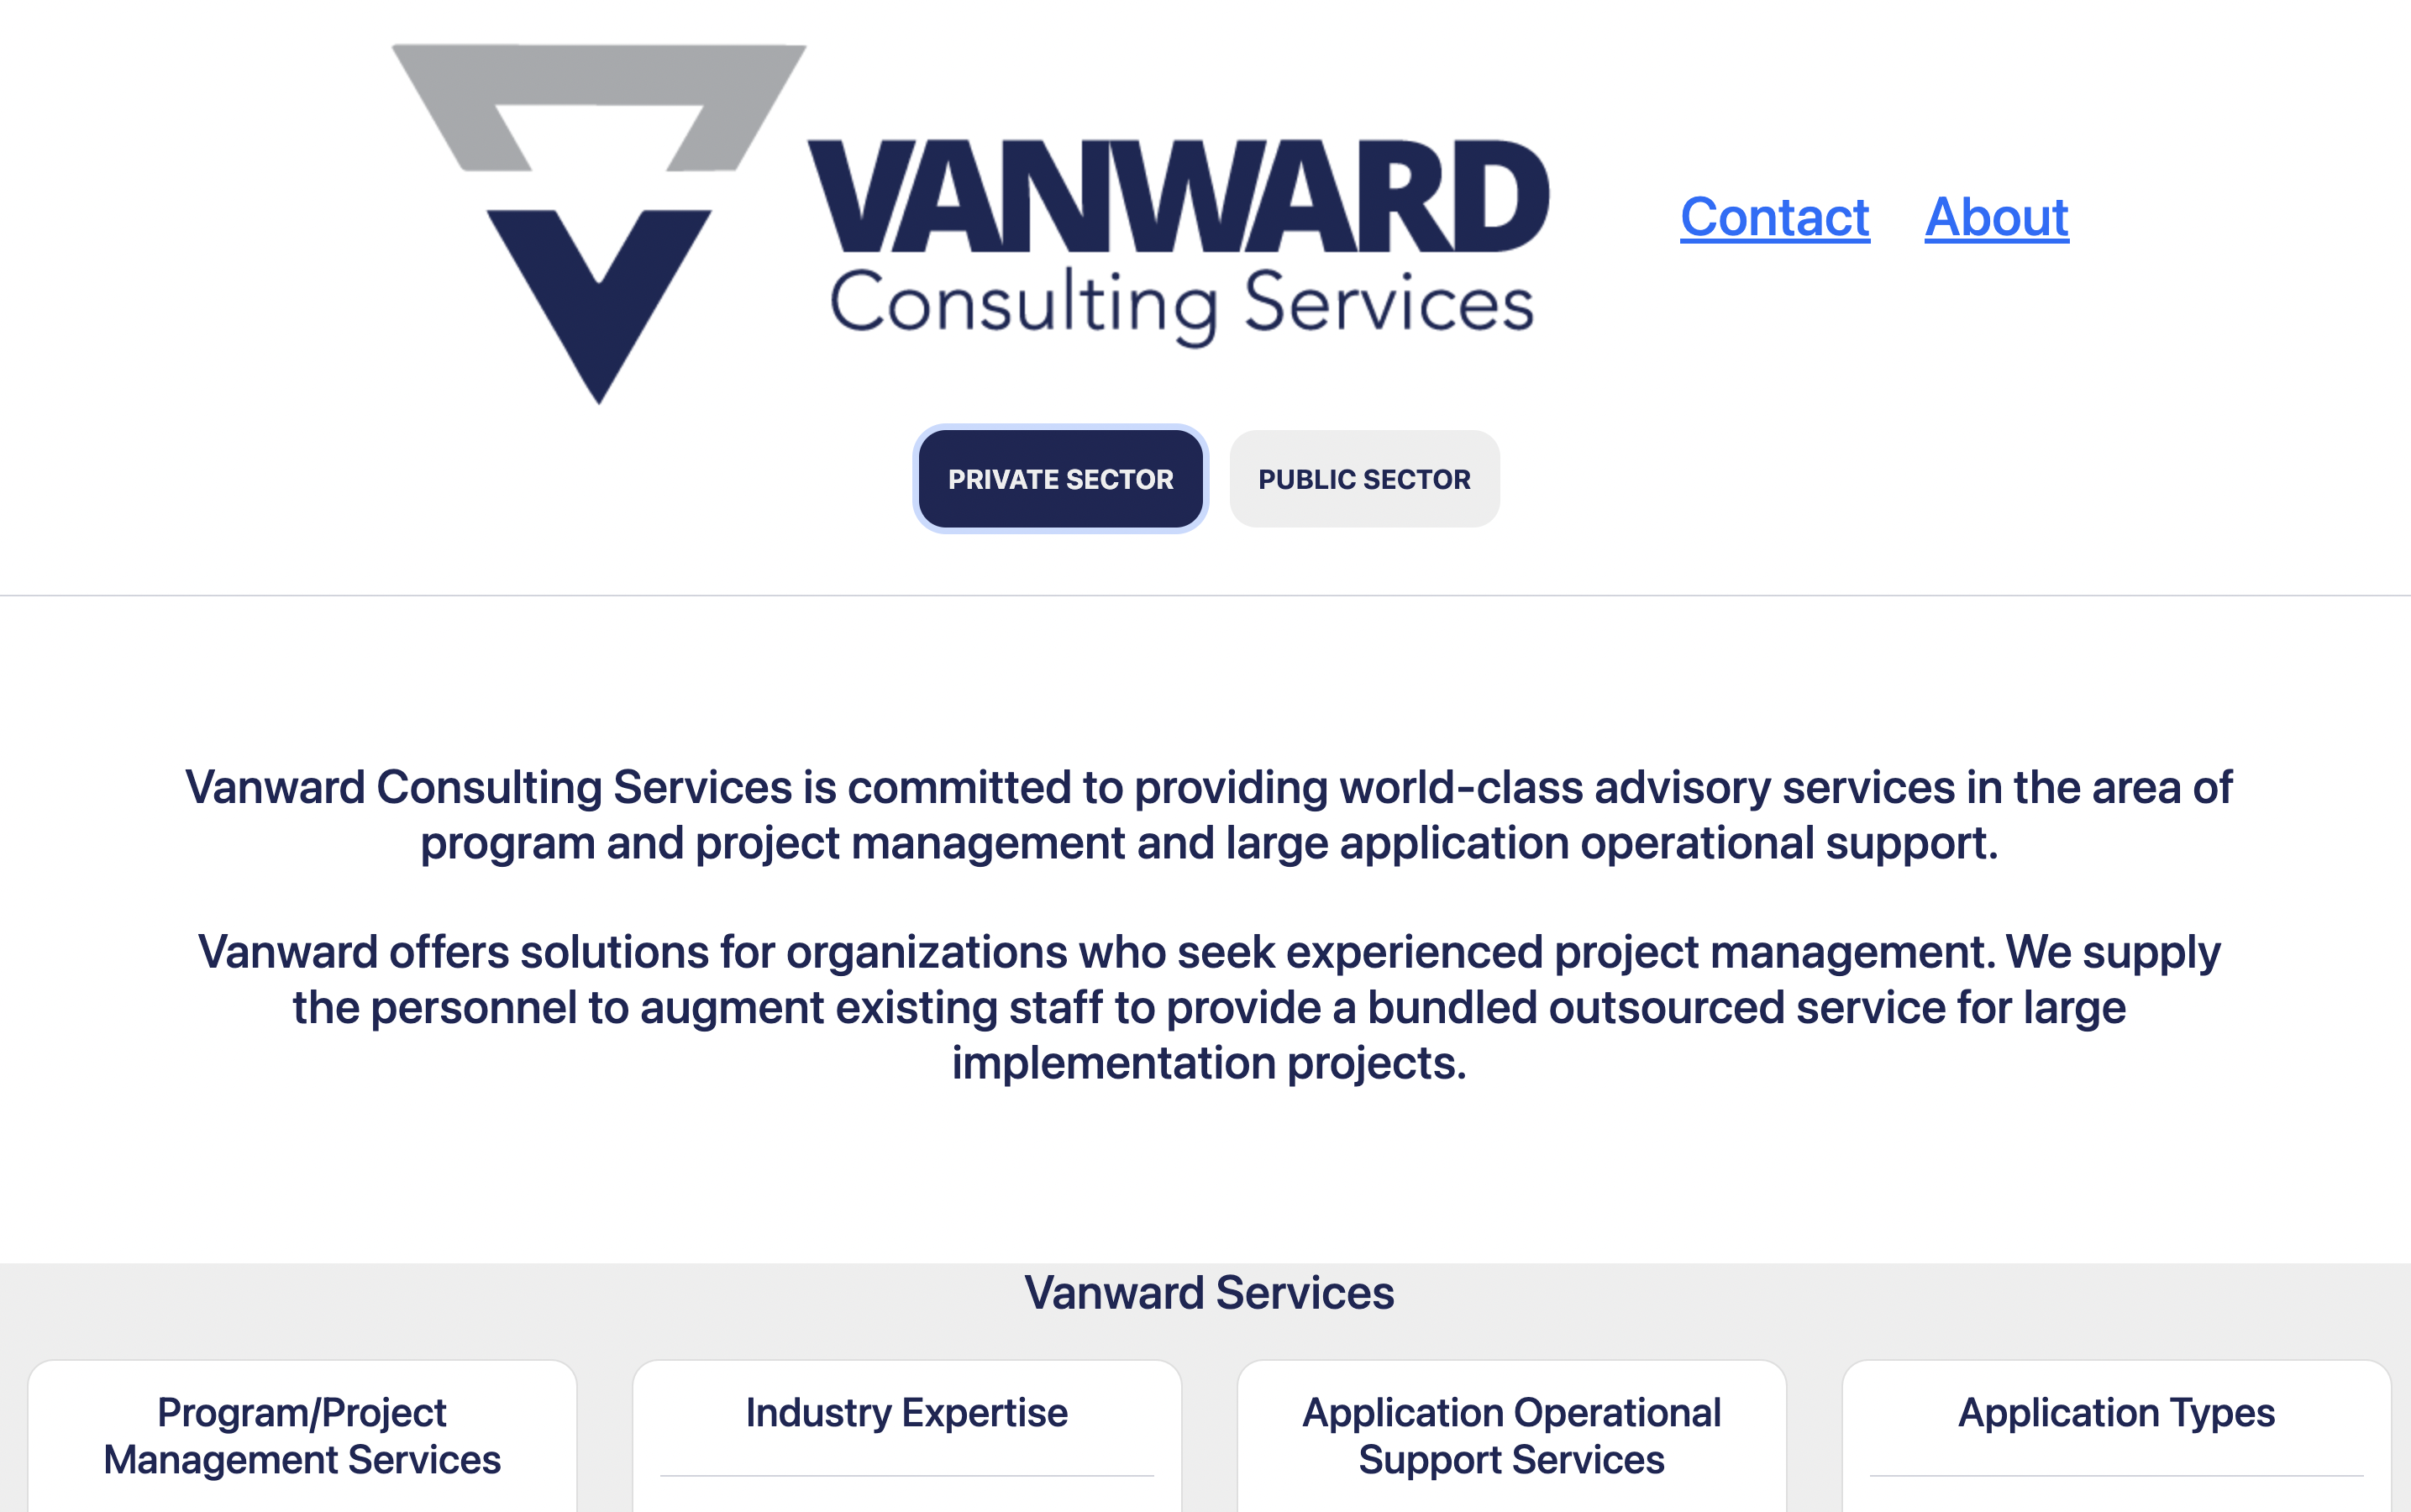 VANWARD
Consulting Services
Contact About
PRIVATE SECTOR PUBLIC SECTOR
Vanward Consulting Services is committed to providing world-class advisory services in the area of
program and project management and large application operational support.
Vanward offers solutions for organizations who seek experienced project management. We supply
the personnel to augment existing staff to provide a bundled outsourced service for large
implementation projects.
Vanward Services
Program/Project
Management Services
Industry Expertise
Application Operational
Support Services
Application Types